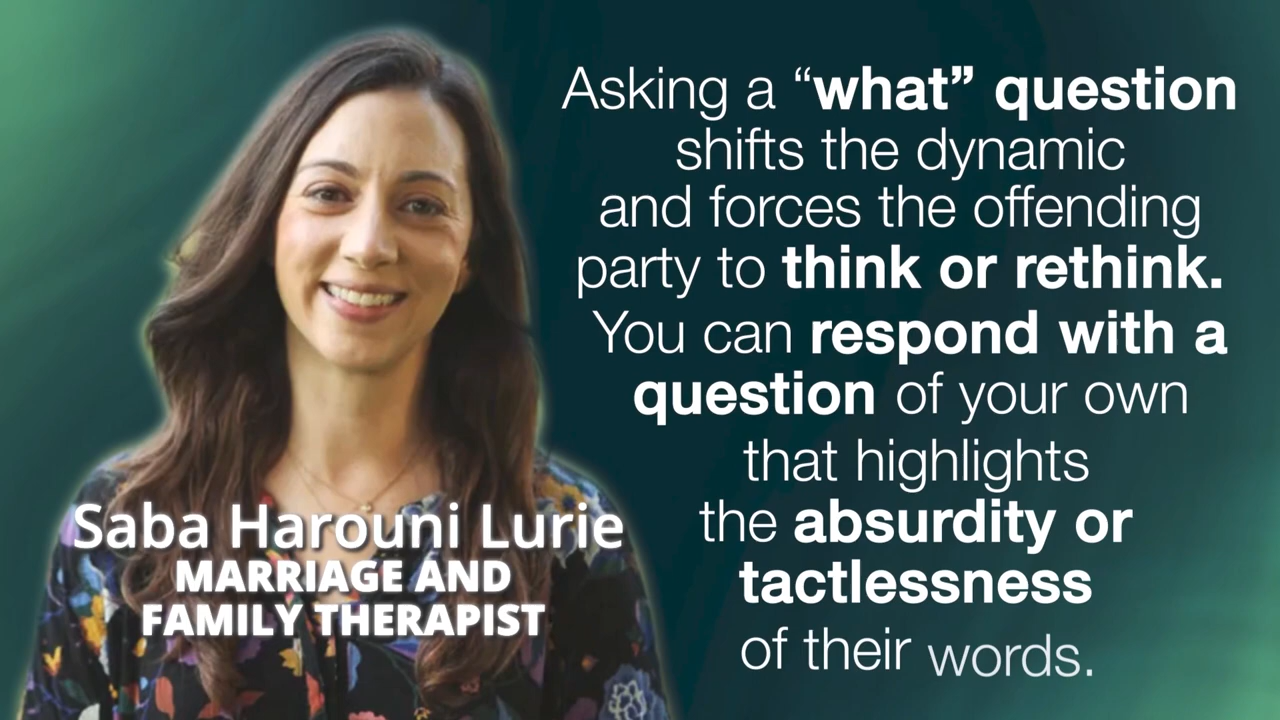 Asking a “what” question
shifts the dynamic
and forces the offending
party to think or rethink.
You can respond with a
question of your own
that highlights
the absurdity or
tactlessness
of their words.
Saba Harouni Lurie
MARRIAGE AND
FAMILY THERAPIST